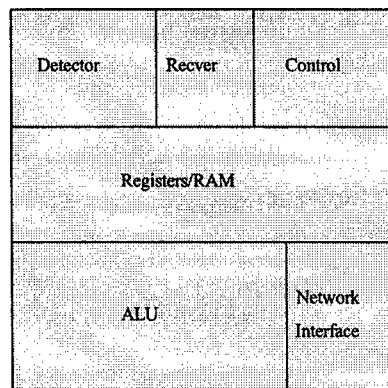 Detector Recver Control
Registers/RAM
ALU
Network
Interface